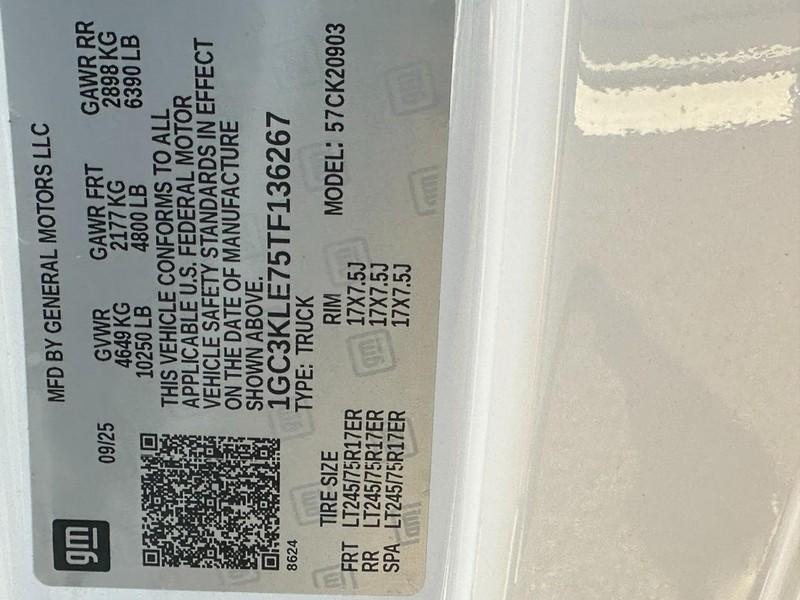 gm
MFD BY GENERAL MOTORS LLC
09/25
GVWR GAWR FRT GAWR RR
4649 KG 2177 KG 2898 KG
10250 LB 4800 LB 6390 LB
THIS VEHICLE CONFORMS TO ALL
APPLICABLE U.S. FEDERAL MOTOR
VEHICLE SAFETY STANDARDS IN EFFECT
ON THE DATE OF MANUFACTURE
SHOWN ABOVE.
1GC3KLE75TF136267
8624
TYPE: TRUCK MODEL: 57CK20903
TIRE SIZE RIM
FRT LT245/75R17ER 17X7.5J
RR LT245/75R17ER 17X7.5J
SPA LT245/75R17ER 17X7.5J